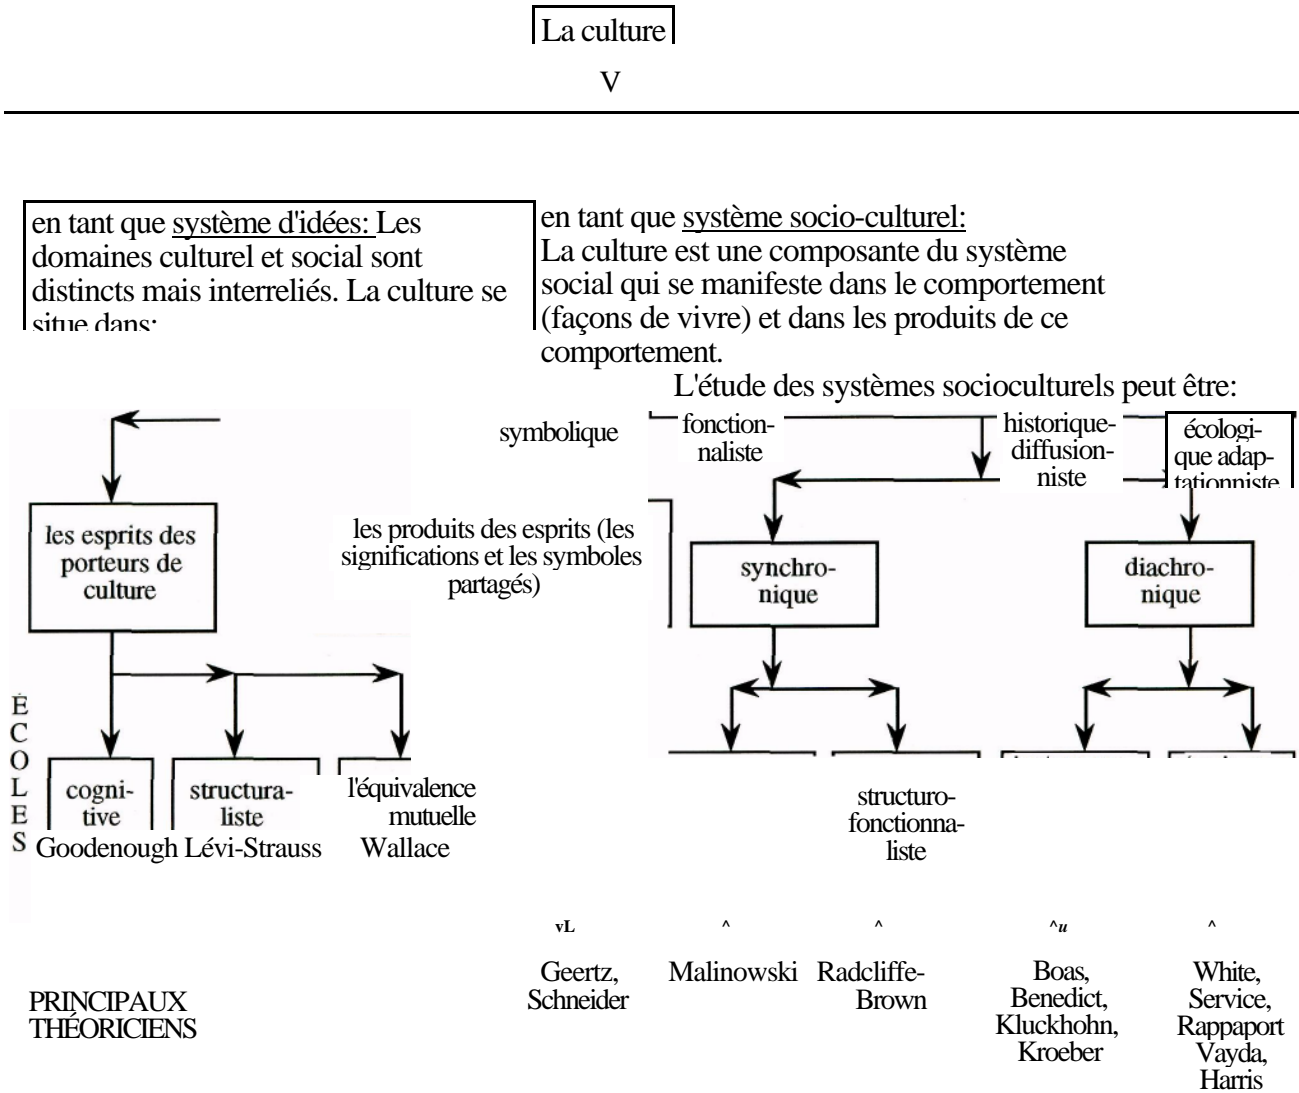 La culture
V
en tant que système d'idées: Les
domaines culturel et social sont
distincts mais interreliés. La culture se
situe dans:
en tant que système socio-culturel:
La culture est une composante du système
social qui se manifeste dans le comportement
(façons de vivre) et dans les produits de ce
comportement.
L'étude des systèmes socioculturels peut être:
symbolique
fonction-
naliste
historique-
diffusion-
niste
écologi-
que adap-
tationniste
les esprits des
porteurs de
culture
les produits des esprits (les
significations et les symboles
partagés)
synchro-
nique
diachro-
nique
ÉCOLES
cogni-
tive
structura-
liste
l'équivalence
mutuelle
structuro-
fonctionna-
liste
Goodenough Lévi-Strauss Wallace
vL ^ ^ ^u ^
PRINCIPAUX
THÉORICIENS
Geertz,
Schneider
Malinowski
Radcliffe-
Brown
Boas,
Benedict,
Kluckhohn,
Kroeber
White,
Service,
Rappaport
Vayda,
Harris